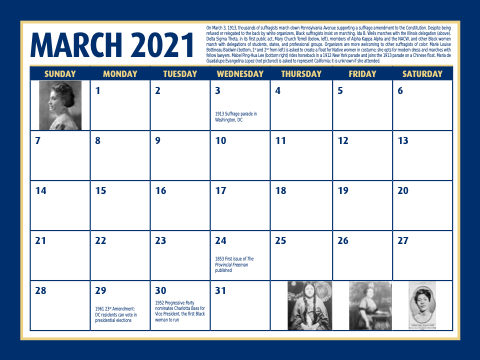 MARCH 2021
On March 3, 1913, thousands of suffragists march down Pennsylvania Avenue supporting a suffrage amendment to the Constitution. Despite being
refused or relegated to the back by white organizers, Black suffragists insist on marching. Ida B. Wells marches with the Illinois delegation (above),
Delta Sigma Theta, in its first public act, Mary Church Terrell (below, left), members of Alpha Kappa Alpha and the NACW, and other Black women
march with delegations of students, states, and professional groups. Organizers are more welcoming to other suffragists of color: Marie Louise
Bottineau Baldwin (bottom, 1st and 2nd from left) is asked to create a float for Native women in costume; she opts for modern dress and marches with
fellow lawyers. Mabel Ping-Hua Lee (bottom right) rides horseback in a 1912 New York parade and joins the 1913 parade on a Chinese float. Maria de
Guadalupe Evangelina Lopez (not pictured) is asked to represent California; it is unknown if she attended.
SUNDAY MONDAY TUESDAY WEDNESDAY THURSDAY FRIDAY SATURDAY
1 2 3 4 5 6
1913 Suffrage parade in
Washington, DC
7 8 9 10 11 12 13
14 15 16 17 18 19 20
21 22 23 24 25 26 27
1853 First issue of The
Provincial Freeman
published
28 29 30 31
1961 23rd Amendment:
DC residents can vote in
presidential elections
1952 Progressive Party
nominates Charlotta Bass for
Vice President, the first Black
woman to run